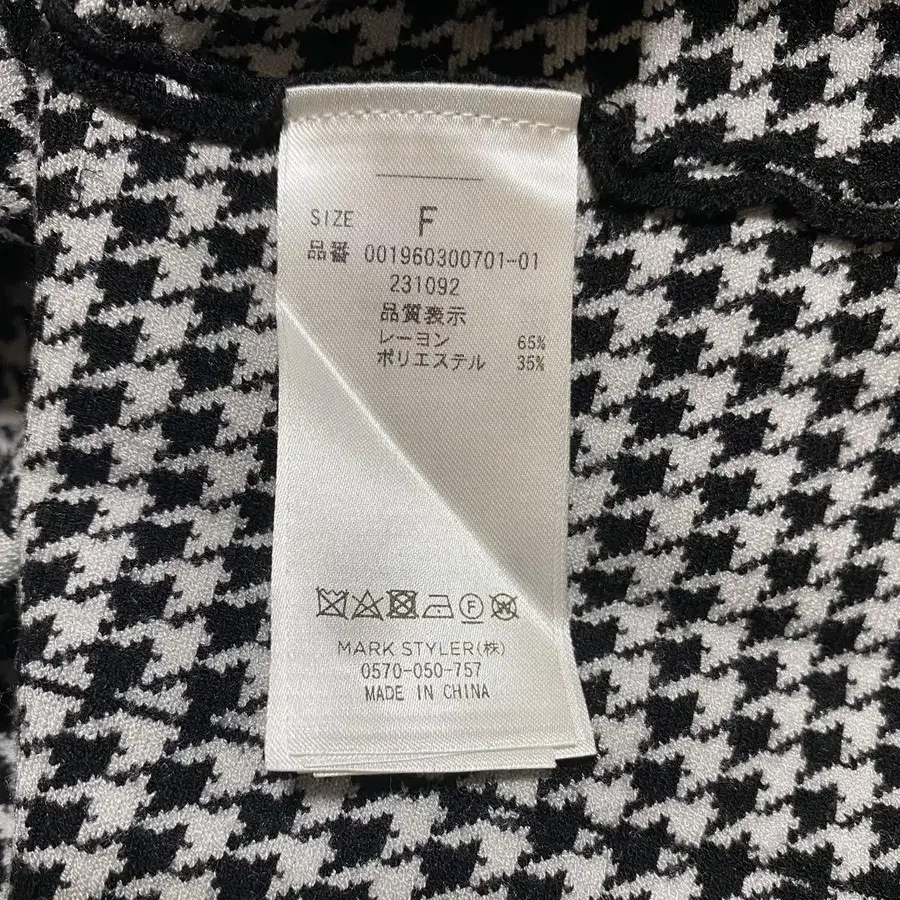 SIZE F
品番 001960300701-01
231092
品質表示
レーヨン 65%
ポリエステル 35%
MARK STYLER(株)
0570-050-757
MADE IN CHINA